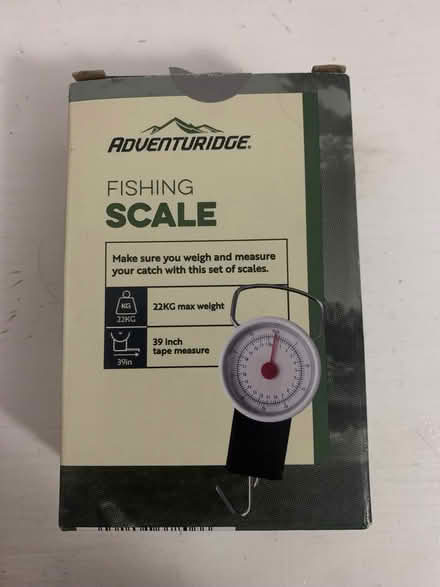 ADVENTURIDGE®
FISHING
SCALE
Make sure you weigh and measure
your catch with this set of scales.
KG
22KG
22KG max weight
39in
39 inch
tape measure